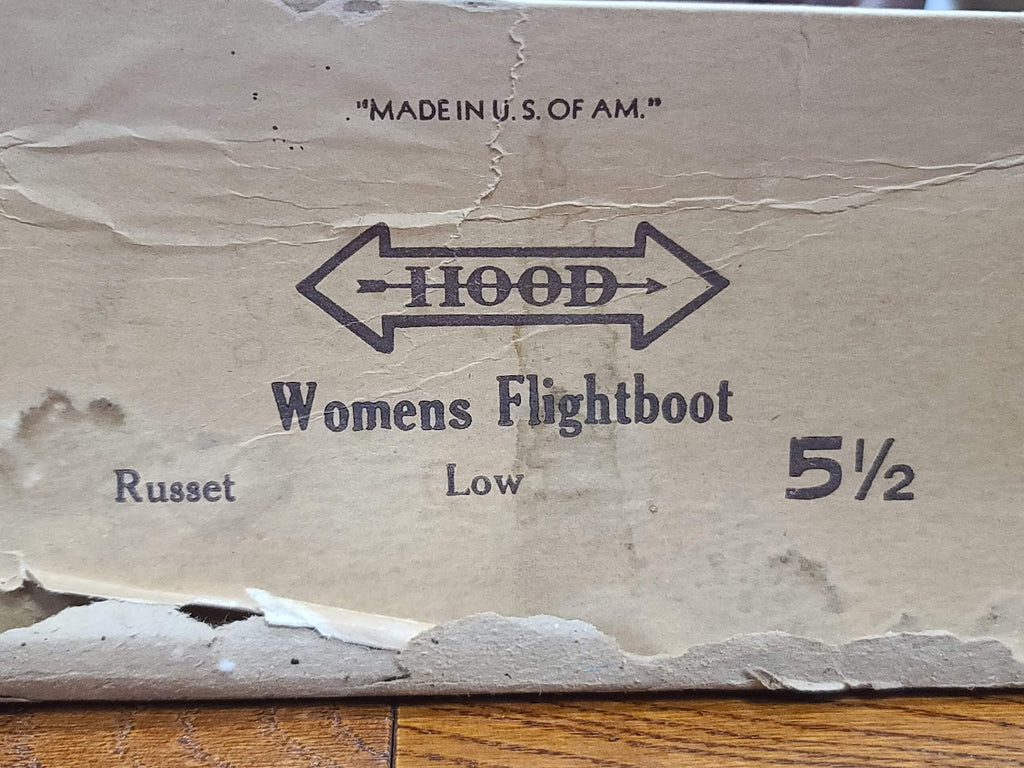 "MADE IN U. S. OF AM."
HOOD
Womens Flightboot
Russet Low 5½